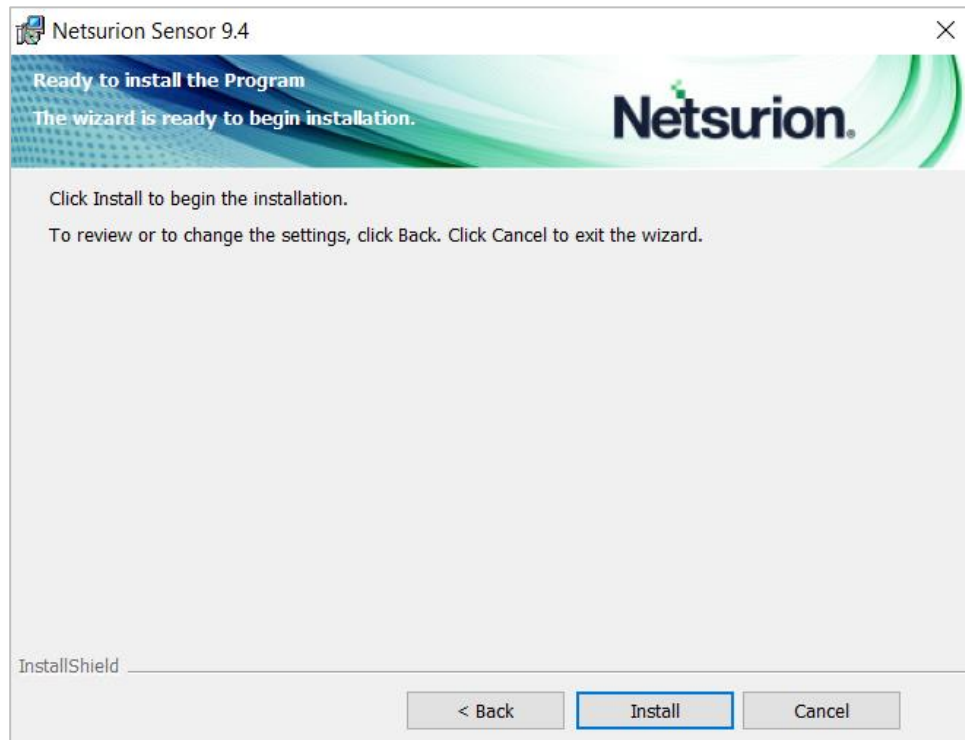 Netsurion Sensor 9.4
Ready to install the Program
The wizard is ready to begin installation.
Netsurion.
Click Install to begin the installation.
To review or to change the settings, click Back. Click Cancel to exit the wizard.
InstallShield
< Back
Install
Cancel